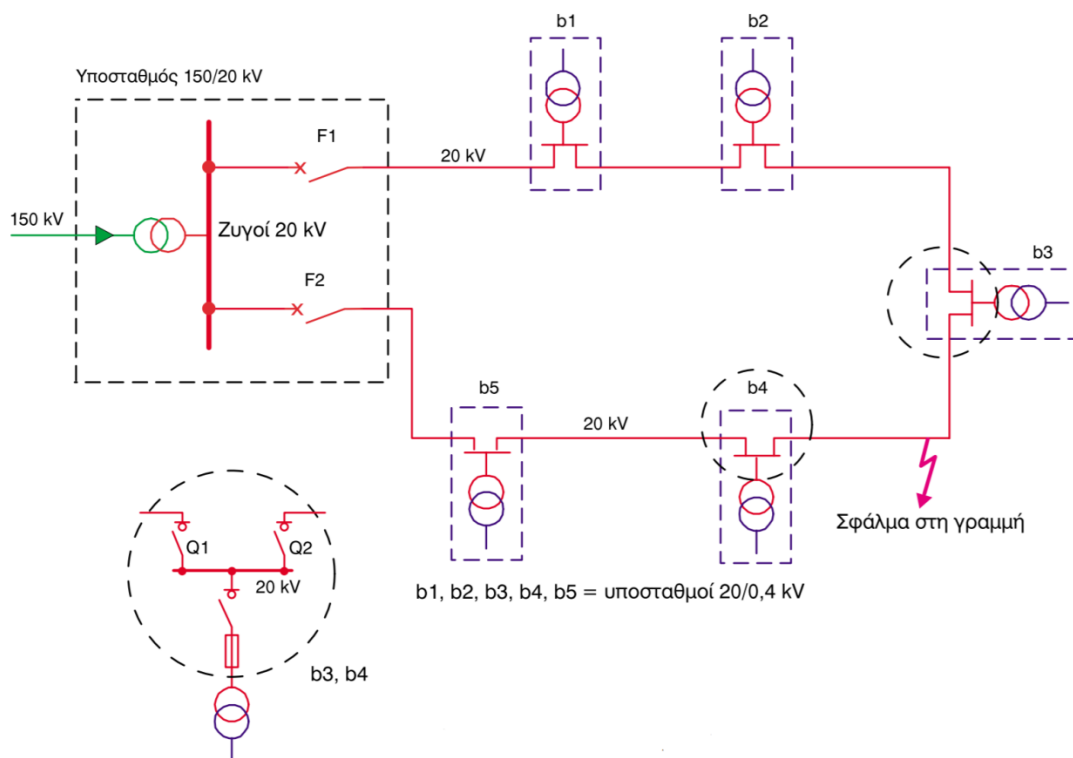 b1
b2
Υποσταθμός 150/20 kV
F1
20 kV
150 kV
Ζυγοί 20 kV
b3
F2
b5
20 kV
b4
Σφάλμα στη γραμμή
Q1
Q2
20 kV
b1, b2, b3, b4, b5 = υποσταθμοί 20/0,4 kV
b3, b4